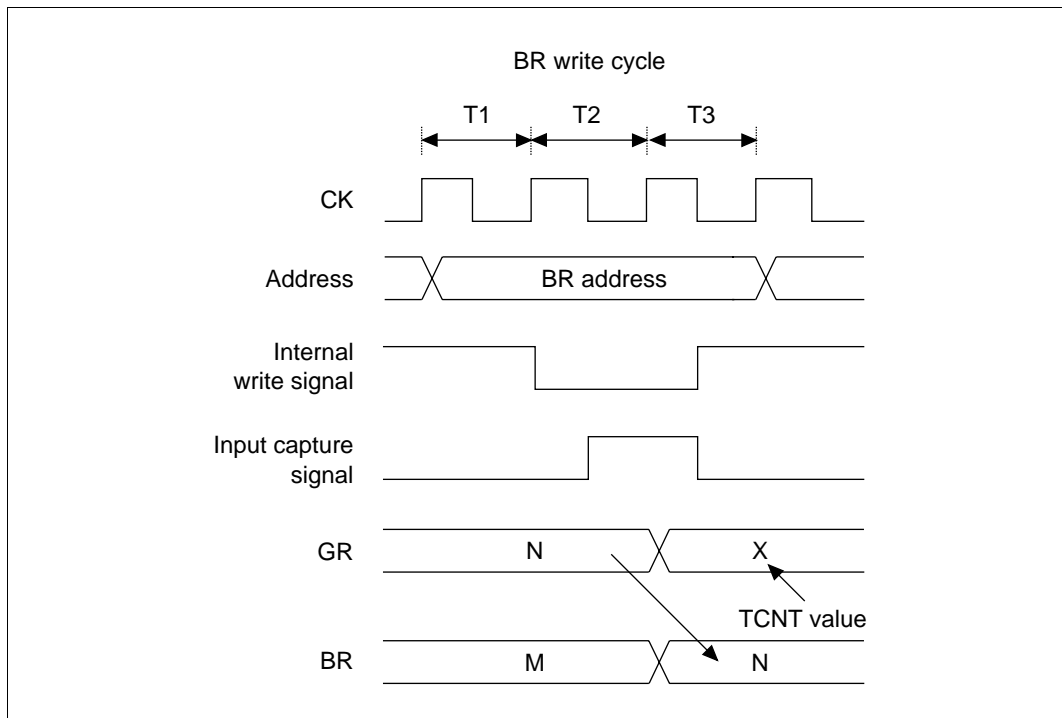 BR write cycle
T1 T2 T3
CK
Address BR address
Internal
write signal
Input capture
signal
GR N X
TCNT value
BR M N